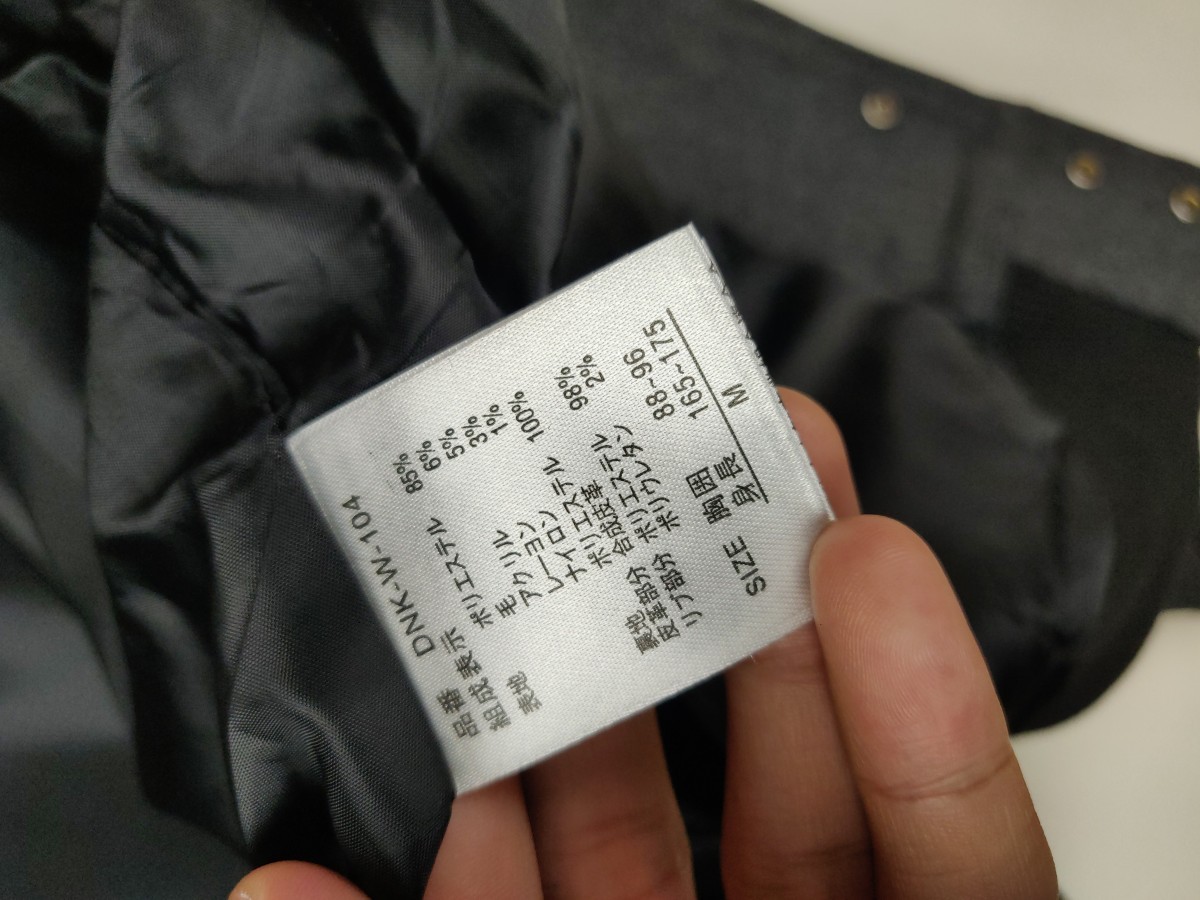 品番 DNK-W-104
組成表示
表地 ポリエステル 85%
毛 6%
アクリル 5%
レーヨン 3%
ナイロン 1%
裏地 ポリエステル 100%
皮革部分 合成皮革
リブ部分 ポリエステル 98%
ポリウレタン 2%
SIZE 胸囲 88~96
身長 165~175
M